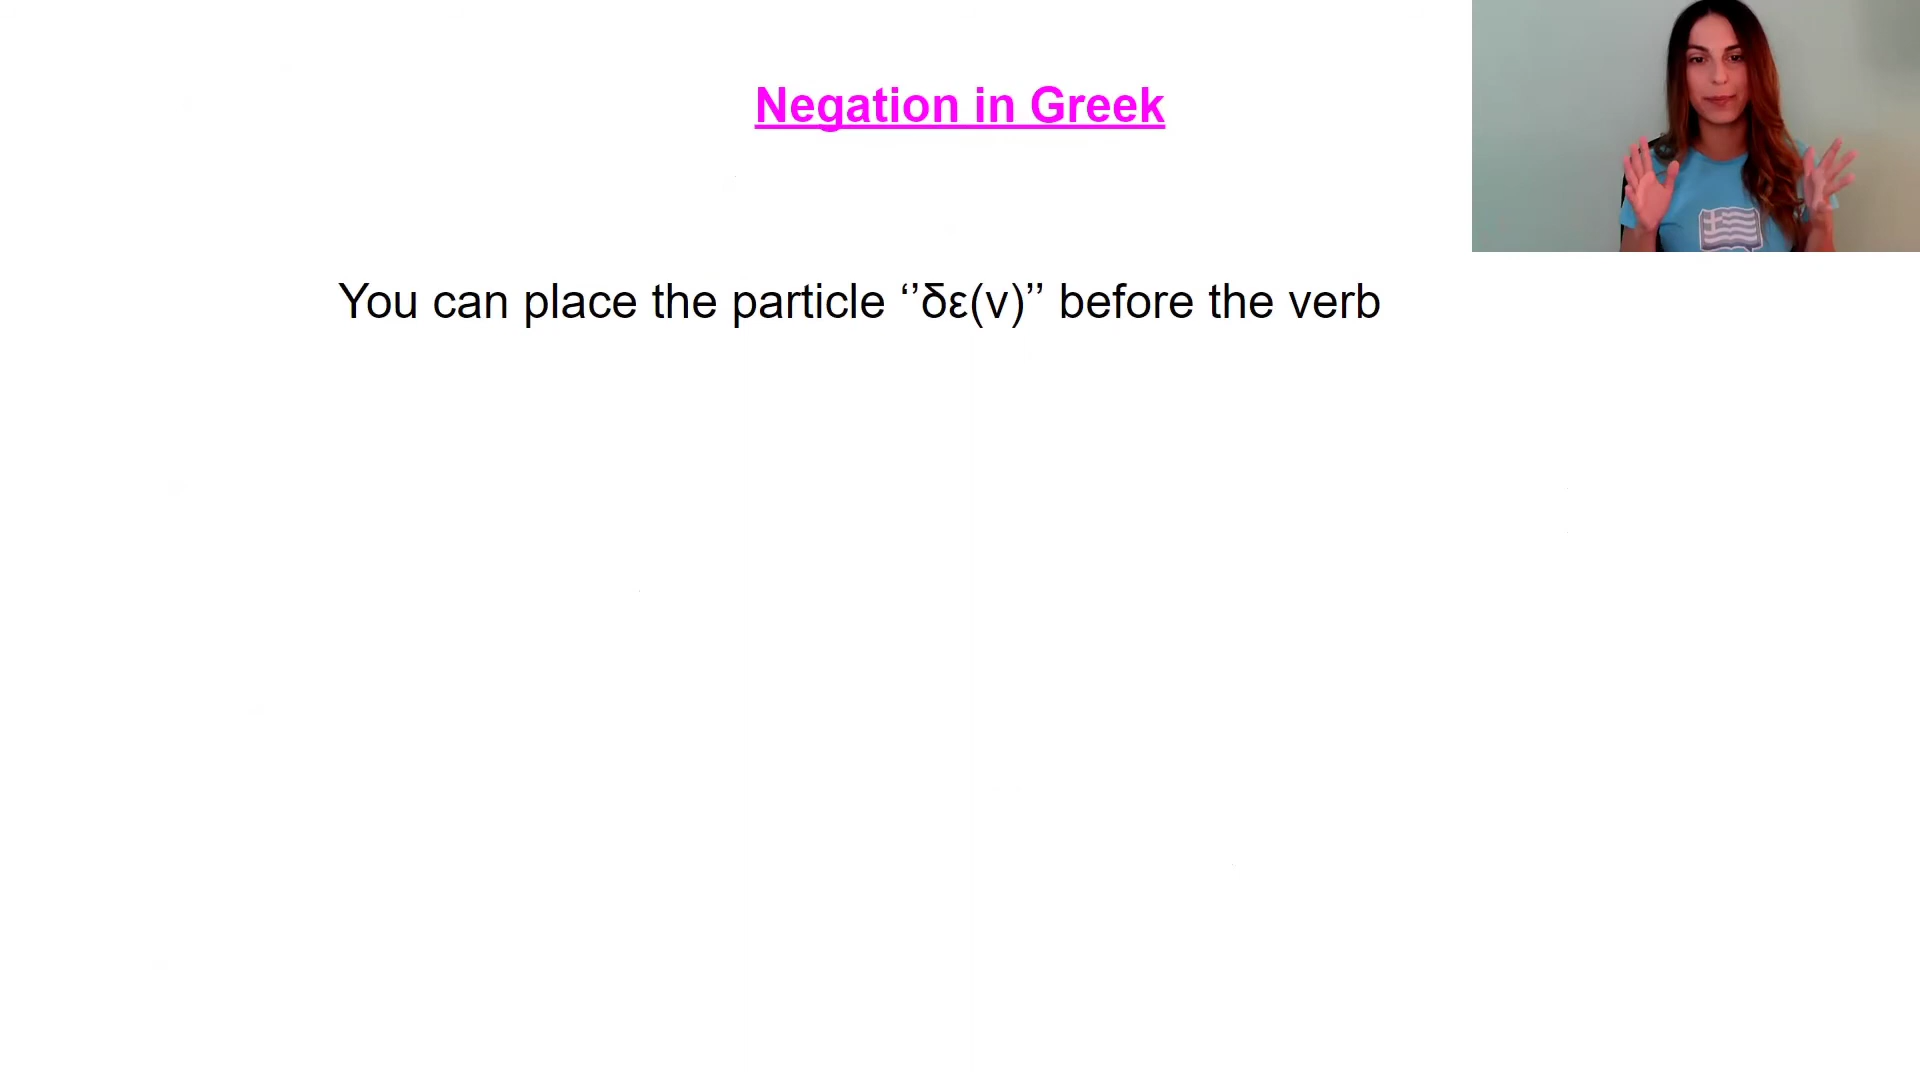 Negation in Greek
You can place the particle ‘’δε(ν)’’ before the verb